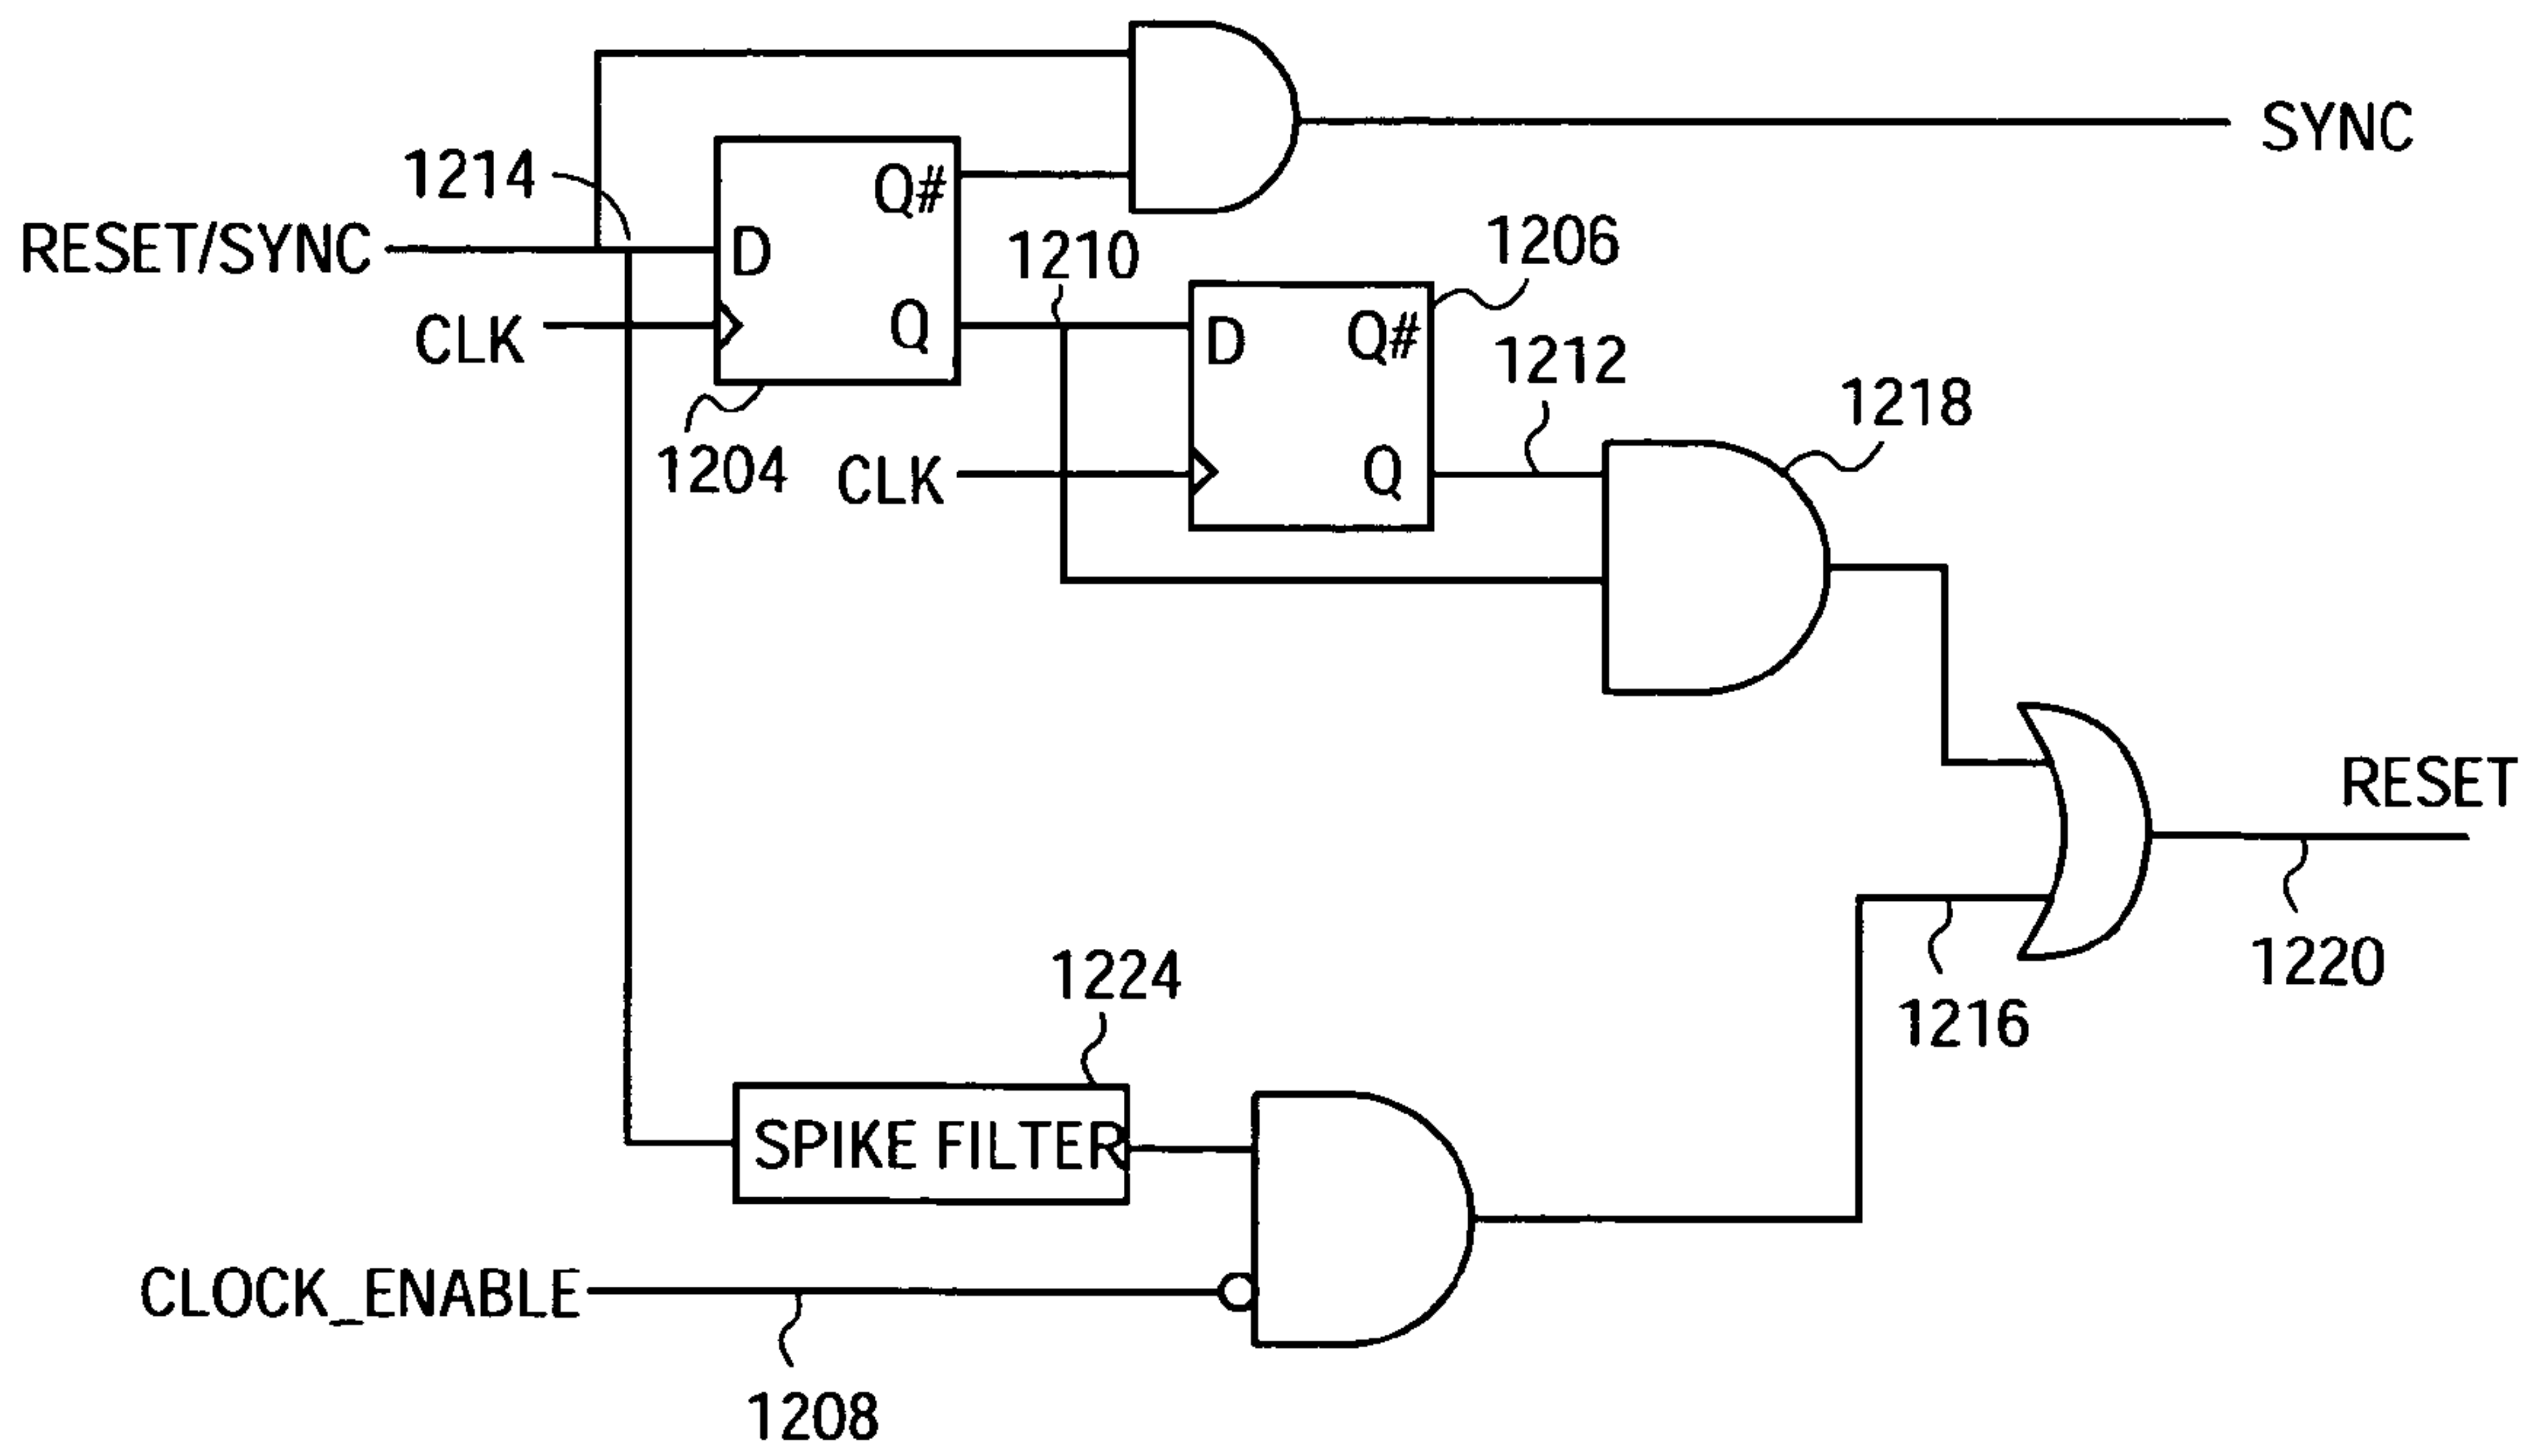 SYNC
1214
Q#
RESET/SYNC
D
1210
1206
CLK
Q
D
Q#
1212
1218
1204
CLK
Q
RESET
1224
1220
1216
SPIKE FILTER
CLOCK_ENABLE
1208